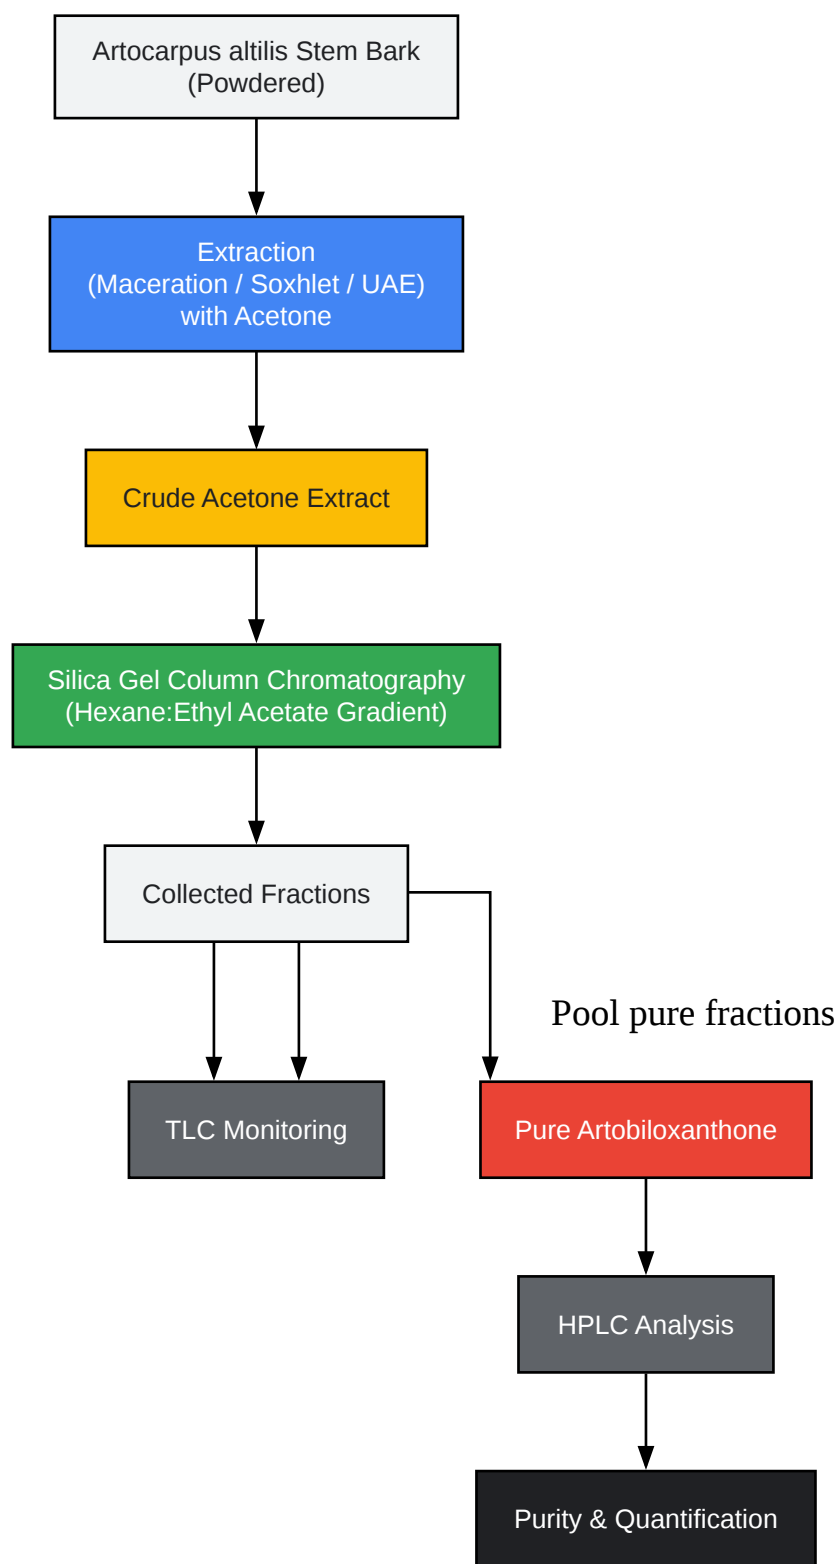 Artocarpus altilis Stem Bark
(Powdered)
Extraction
(Maceration / Soxhlet / UAE)
with Acetone
Crude Acetone Extract
Silica Gel Column Chromatography
(Hexane:Ethyl Acetate Gradient)
Collected Fractions
Pool pure fractions
TLC Monitoring
Pure Artobiloxanthone
HPLC Analysis
Purity & Quantification